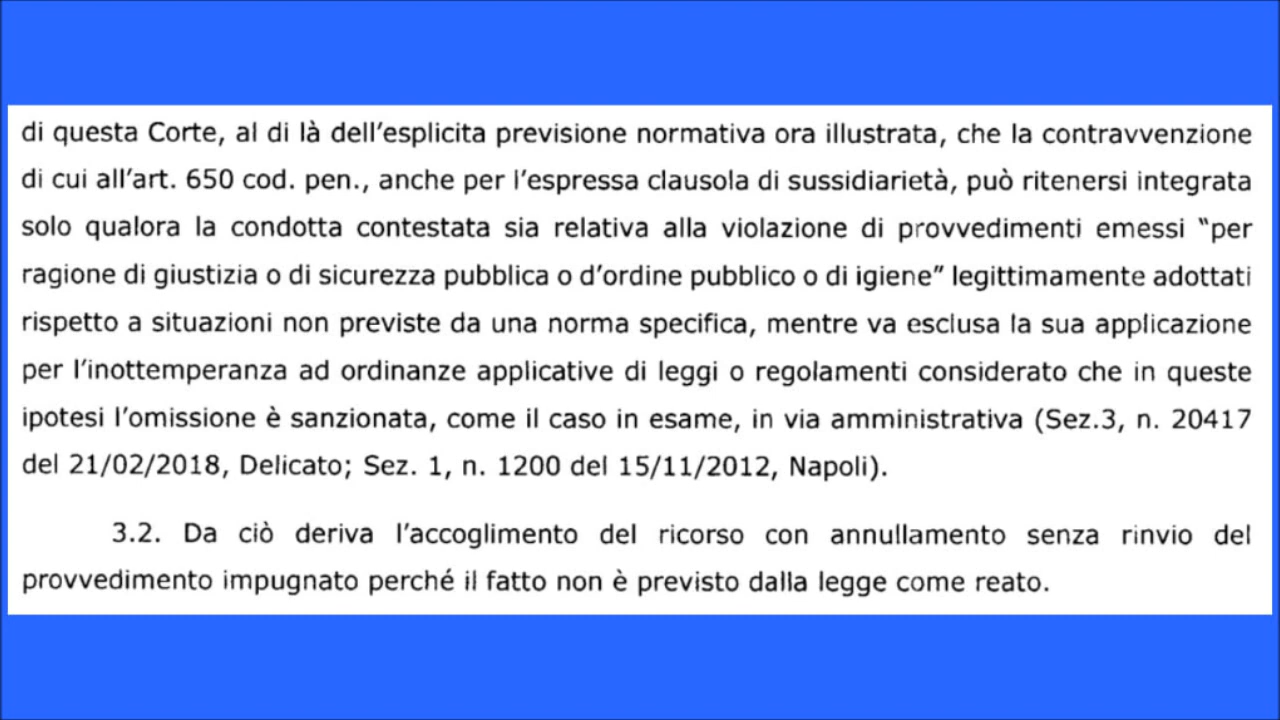 di questa Corte, al di là dell'esplicita previsione normativa ora illustrata, che la contravvenzione
di cui all'art. 650 cod. pen., anche per l'espressa clausola di sussidiarietà, può ritenersi integrata
solo qualora la condotta contestata sia relativa alla violazione di provvedimenti emessi "per
ragione di giustizia o di sicurezza pubblica o d'ordine pubblico o di igiene" legittimamente adottati
rispetto a situazioni non previste da una norma specifica, mentre va esclusa la sua applicazione
per l'inottemperanza ad ordinanze applicative di leggi o regolamenti considerato che in queste
ipotesi l'omissione è sanzionata, come il caso in esame, in via amministrativa (Sez.3, n. 20417
del 21/02/2018, Delicato; Sez. 1, n. 1200 del 15/11/2012, Napoli).
3.2. Da ciò deriva l'accoglimento del ricorso con annullamento senza rinvio del
provvedimento impugnato perché il fatto non è previsto dalla legge come reato.